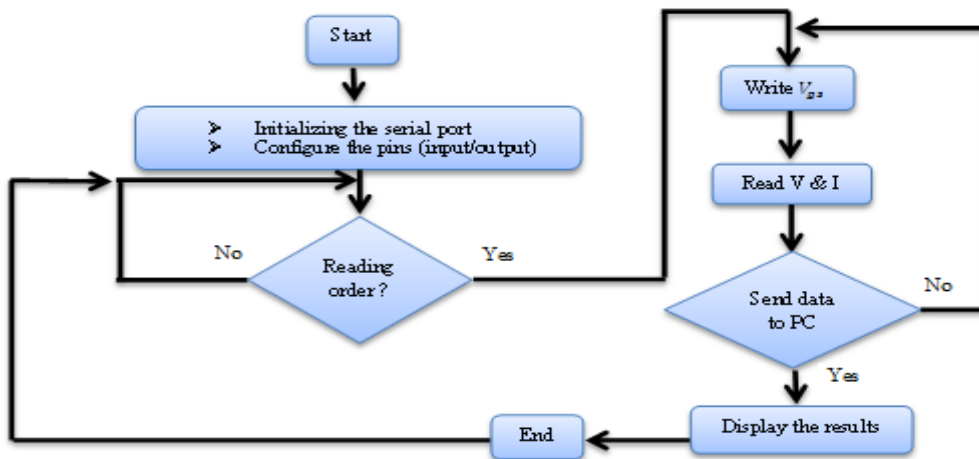 Start
➤ Initializing the serial port
➤ Configure the pins (input/output)
Reading
order ?
No
Yes
Write Vgs
Read V & I
Send data
to PC
No
Yes
Display the results
End